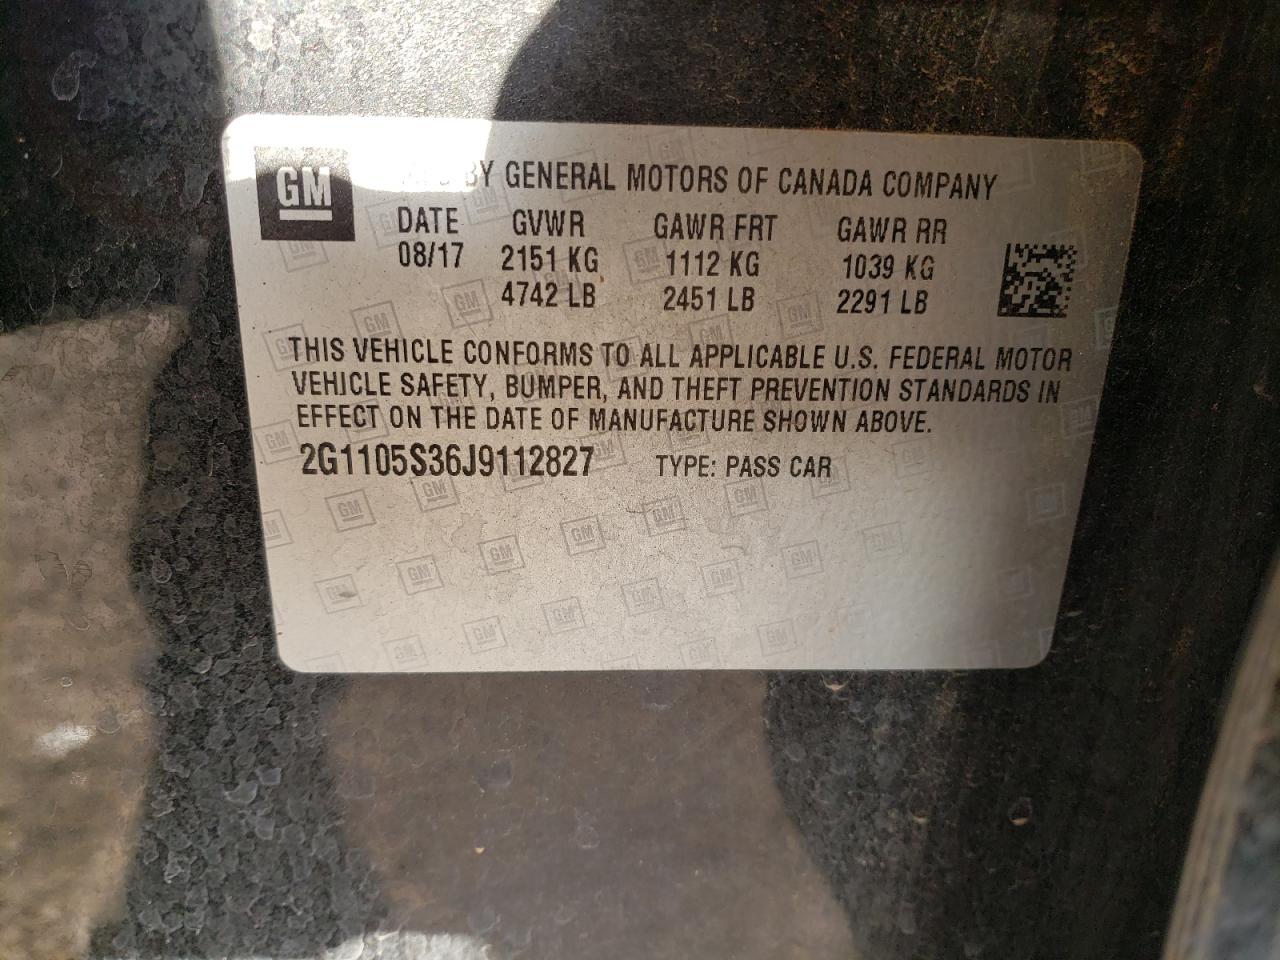 GM
BY GENERAL MOTORS OF CANADA COMPANY
DATE GVWR GAWR FRT GAWR RR
08/17 2151 KG 1112 KG 1039 KG
4742 LB 2451 LB 2291 LB
THIS VEHICLE CONFORMS TO ALL APPLICABLE U.S. FEDERAL MOTOR
VEHICLE SAFETY, BUMPER, AND THEFT PREVENTION STANDARDS IN
EFFECT ON THE DATE OF MANUFACTURE SHOWN ABOVE.
2G1105S36J9112827 TYPE: PASS CAR